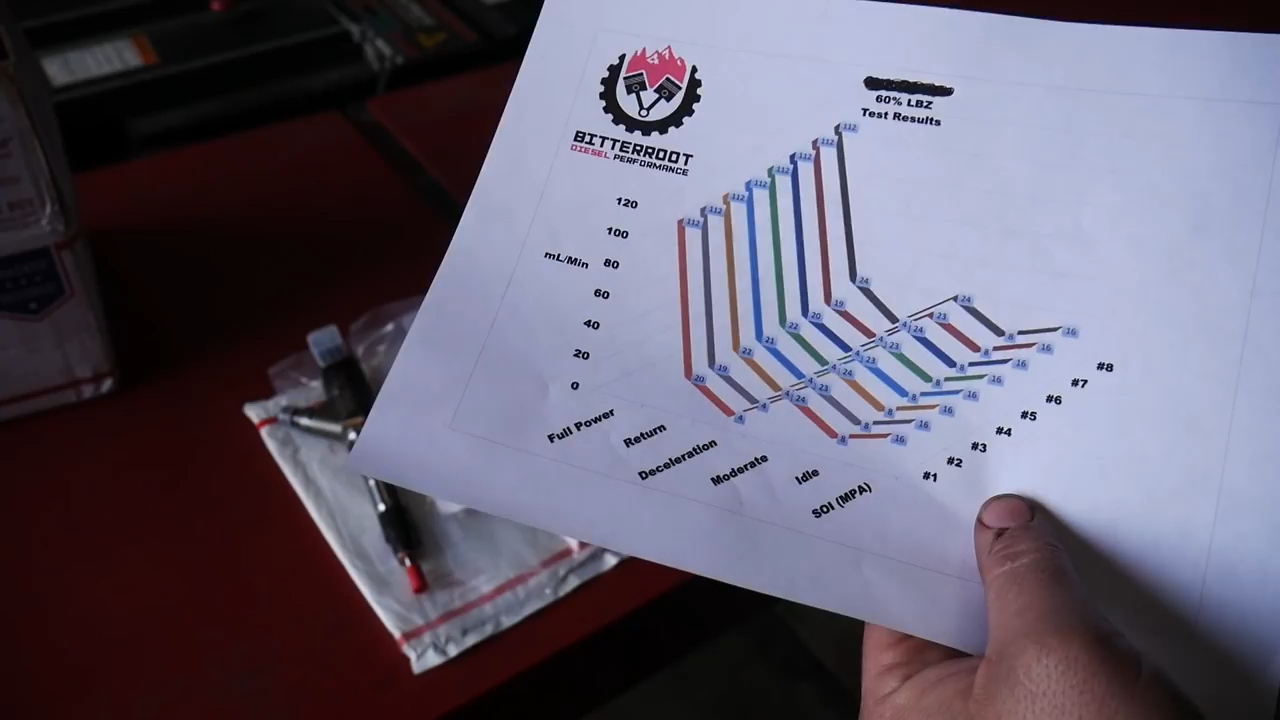 BITTERROOT
DIESEL PERFORMANCE
60% LBZ
Test Results
120
100
mL/Min 80
60
40
20
0
112 112 112 112 112 112 112 112
20 19 22 21 22 20 19 24
4 4 4 4 4 4 4
24 23 24 23 23 24 23 24
8 8 8 8 8 8 8 8
16 16 16 16 16 16 16 16
Full Power
Return
Deceleration
Moderate
Idle
SOI (MPA)
#1
#2
#3
#4
#5
#6
#7
#8